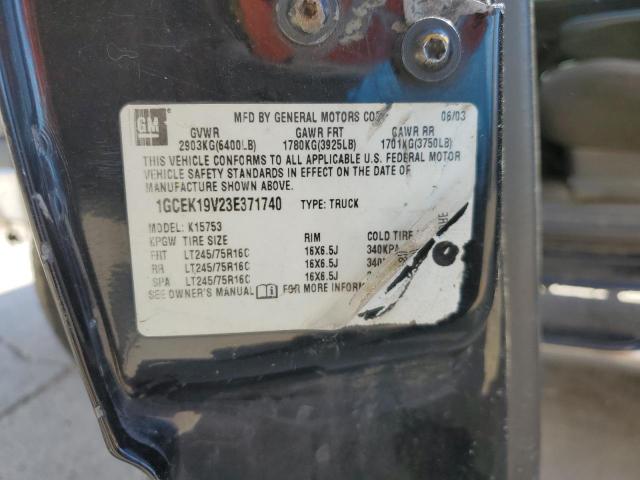 GM
MFD BY GENERAL MOTORS CORP 06/03
GVWR GAWR FRT GAWR RR
2903KG(6400LB) 1780KG(3925LB) 1701KG(3750LB)
THIS VEHICLE CONFORMS TO ALL APPLICABLE U.S. FEDERAL MOTOR
VEHICLE SAFETY STANDARDS IN EFFECT ON THE DATE OF
MANUFACTURE SHOWN ABOVE.
1GCEK19V23E371740 TYPE: TRUCK
MODEL: K15753
KPGW TIRE SIZE RIM COLD TIRE
FRT LT245/75R16C 16X6.5J 340KPA
RR LT245/75R16C 16X6.5J
SPA LT245/75R16C 16X6.5J
SEE OWNER'S MANUAL FOR MORE